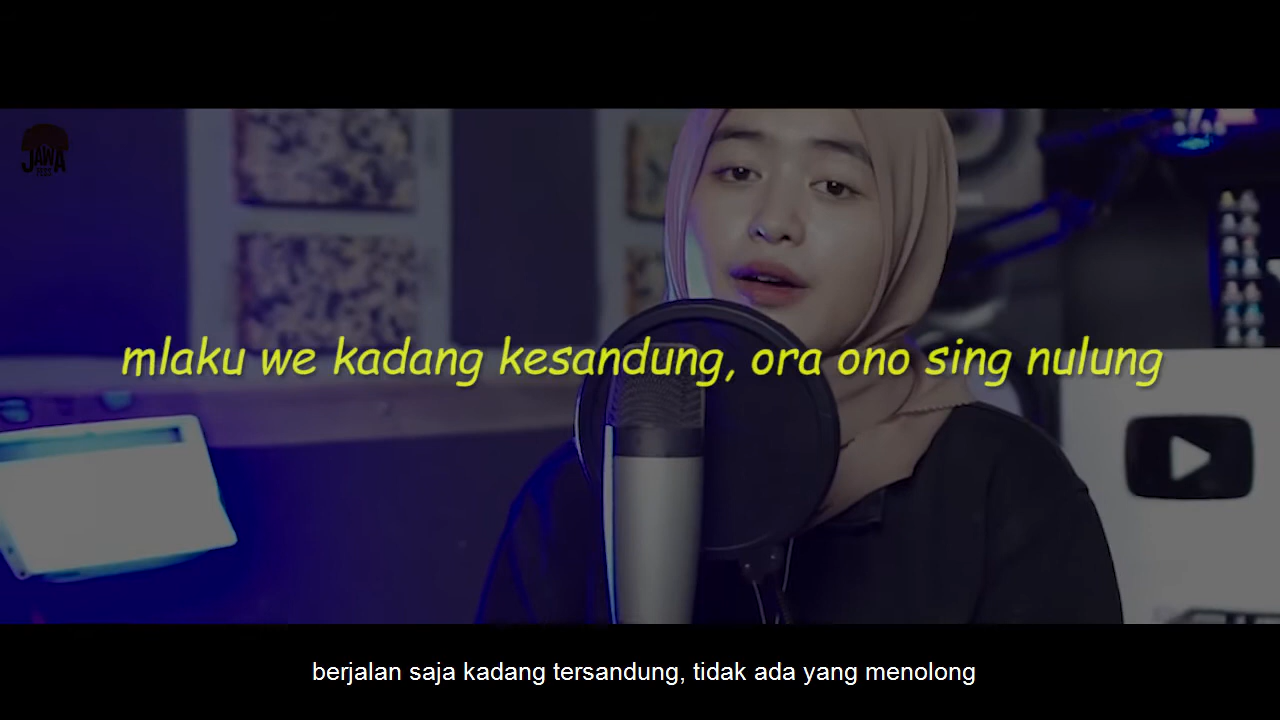 JAWA
mlaku we kadang kesandung, ora ono sing nulung
berjalan saja kadang tersandung, tidak ada yang menolong